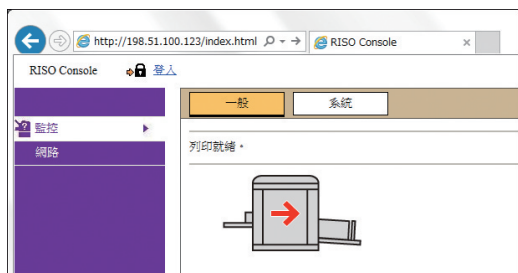 http://198.51.100.123/index.html
RISO Console
RISO Console
登入
一般
系統
監控
網路
列印就緒。